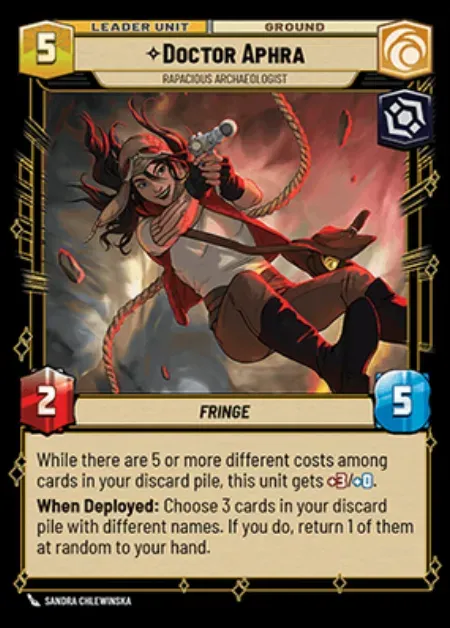 5
LEADER UNIT
GROUND
DOCTOR APHRA
RAPACIOUS ARCHAEOLOGIST
2
FRINGE
5
While there are 5 or more different costs among
cards in your discard pile, this unit gets +3/+0.
When Deployed: Choose 3 cards in your discard
pile with different names. If you do, return 1 of them
at random to your hand.
SANDRA CHLEWINSKA